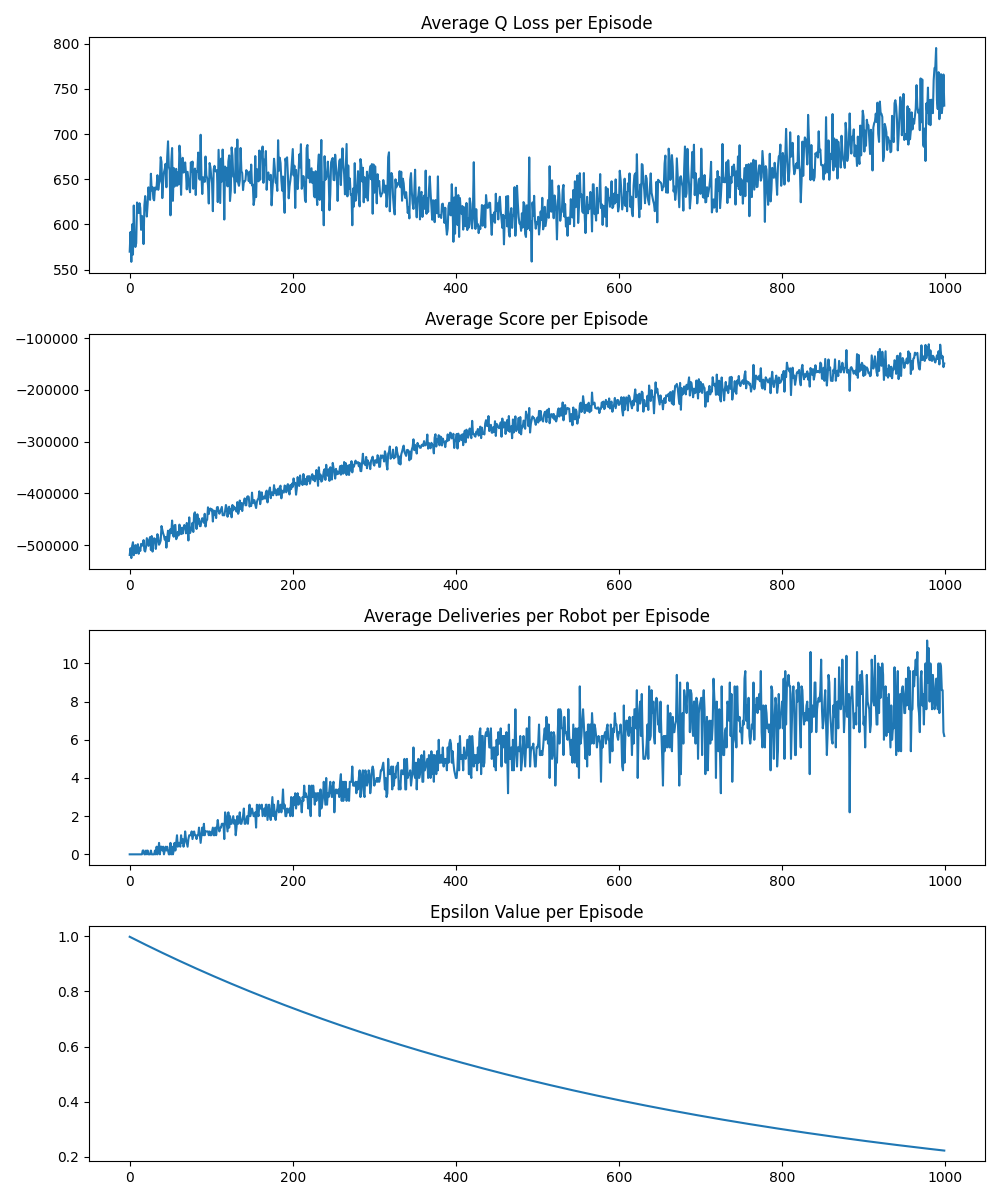 Average Q Loss per Episode
800
750
700
650
600
550
0 200 400 600 800 1000
Average Score per Episode
−100000
−200000
−300000
−400000
−500000
0 200 400 600 800 1000
Average Deliveries per Robot per Episode
10
8
6
4
2
0
0 200 400 600 800 1000
Epsilon Value per Episode
1.0
0.8
0.6
0.4
0.2
0 200 400 600 800 1000